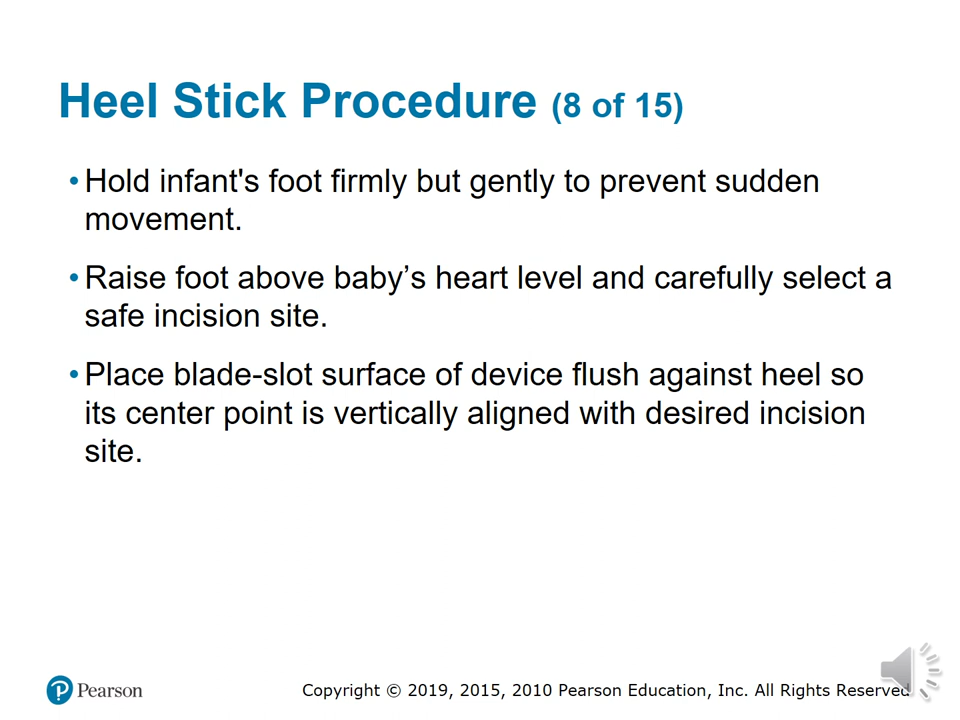 Heel Stick Procedure (8 of 15)
• Hold infant's foot firmly but gently to prevent sudden
movement.
• Raise foot above baby’s heart level and carefully select a
safe incision site.
• Place blade-slot surface of device flush against heel so
its center point is vertically aligned with desired incision
site.
Pearson
Copyright © 2019, 2015, 2010 Pearson Education, Inc. All Rights Reserved